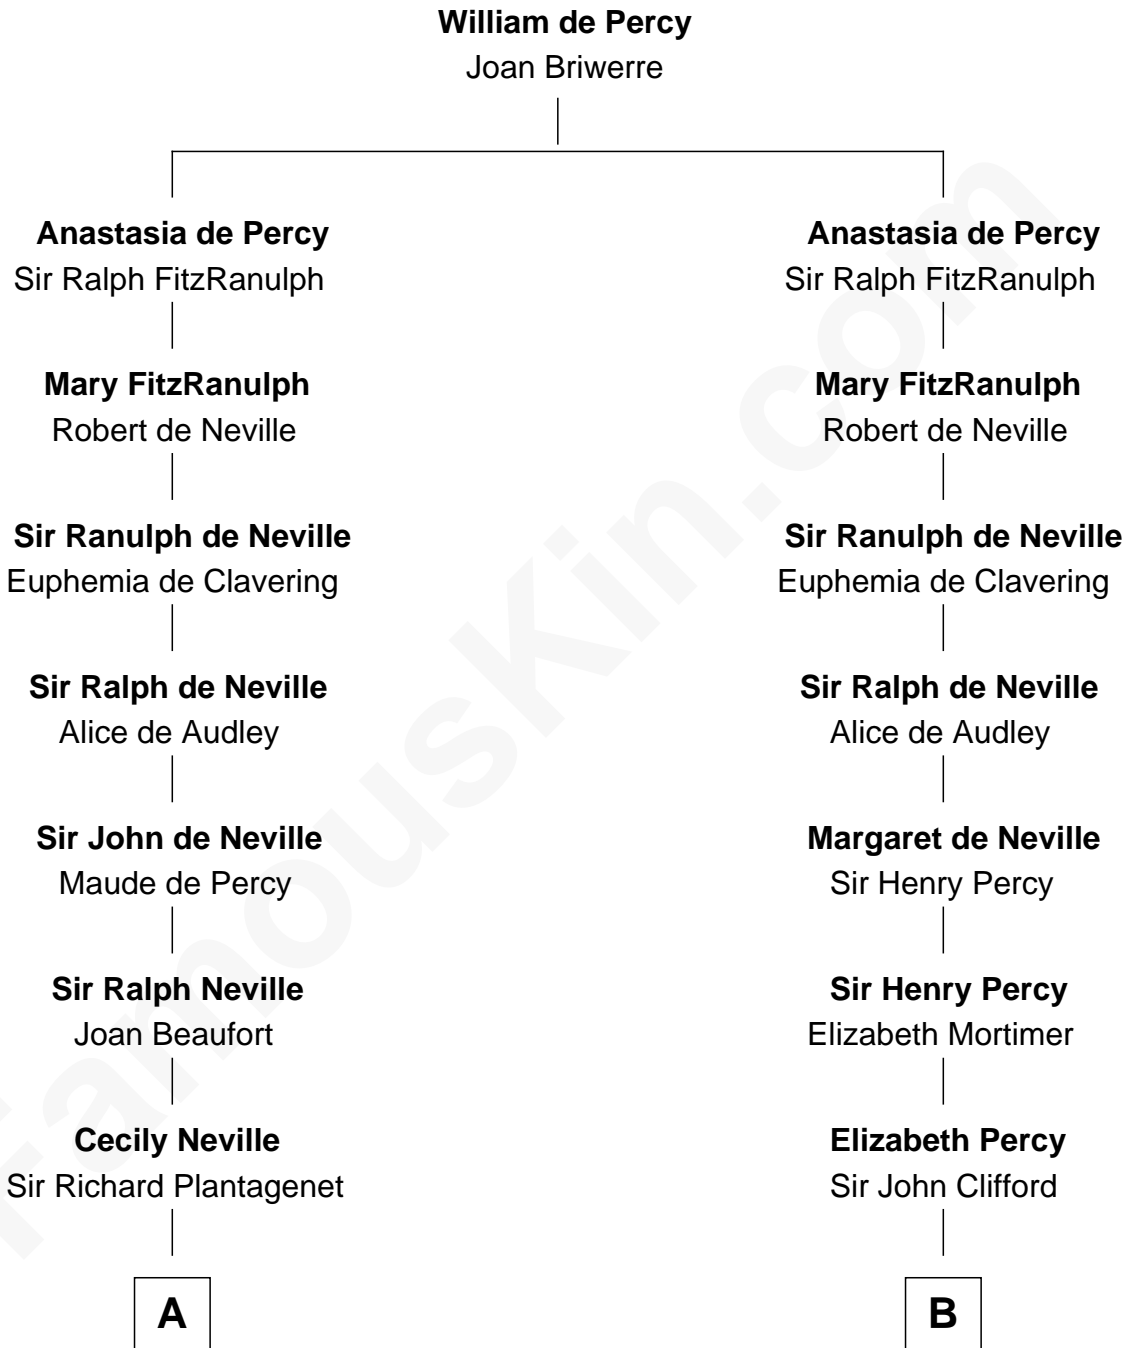 William de Percy
Joan Briwerre
Anastasia de Percy
Sir Ralph FitzRanulph
Mary FitzRanulph
Robert de Neville
Sir Ranulph de Neville
Euphemia de Clavering
Sir Ralph de Neville
Alice de Audley
Sir John de Neville
Maude de Percy
Sir Ralph Neville
Joan Beaufort
Cecily Neville
Sir Richard Plantagenet
A
Anastasia de Percy
Sir Ralph FitzRanulph
Mary FitzRanulph
Robert de Neville
Sir Ranulph de Neville
Euphemia de Clavering
Sir Ralph de Neville
Alice de Audley
Margaret de Neville
Sir Henry Percy
Sir Henry Percy
Elizabeth Mortimer
Elizabeth Percy
Sir John Clifford
B
FamousKin.com